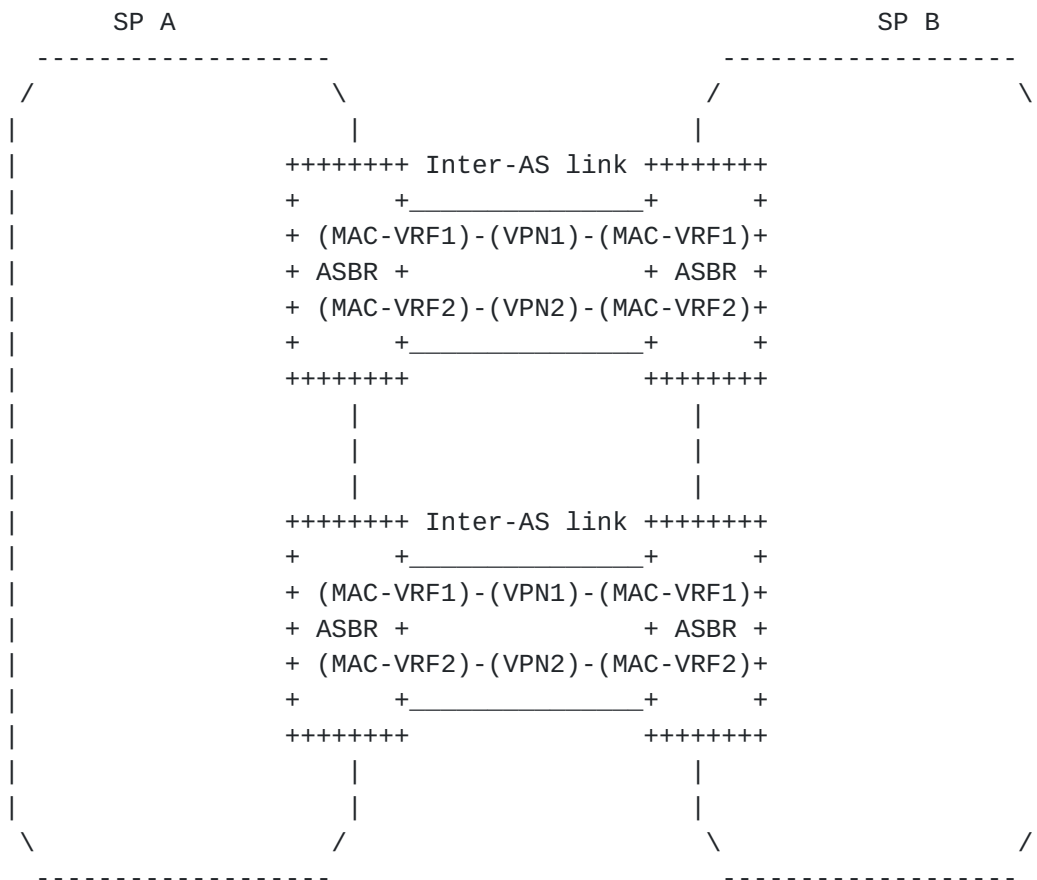 SP A SP B
Inter-AS link
(MAC-VRF1)-(VPN1)-(MAC-VRF1)
ASBR ASBR
(MAC-VRF2)-(VPN2)-(MAC-VRF2)
Inter-AS link
(MAC-VRF1)-(VPN1)-(MAC-VRF1)
ASBR ASBR
(MAC-VRF2)-(VPN2)-(MAC-VRF2)